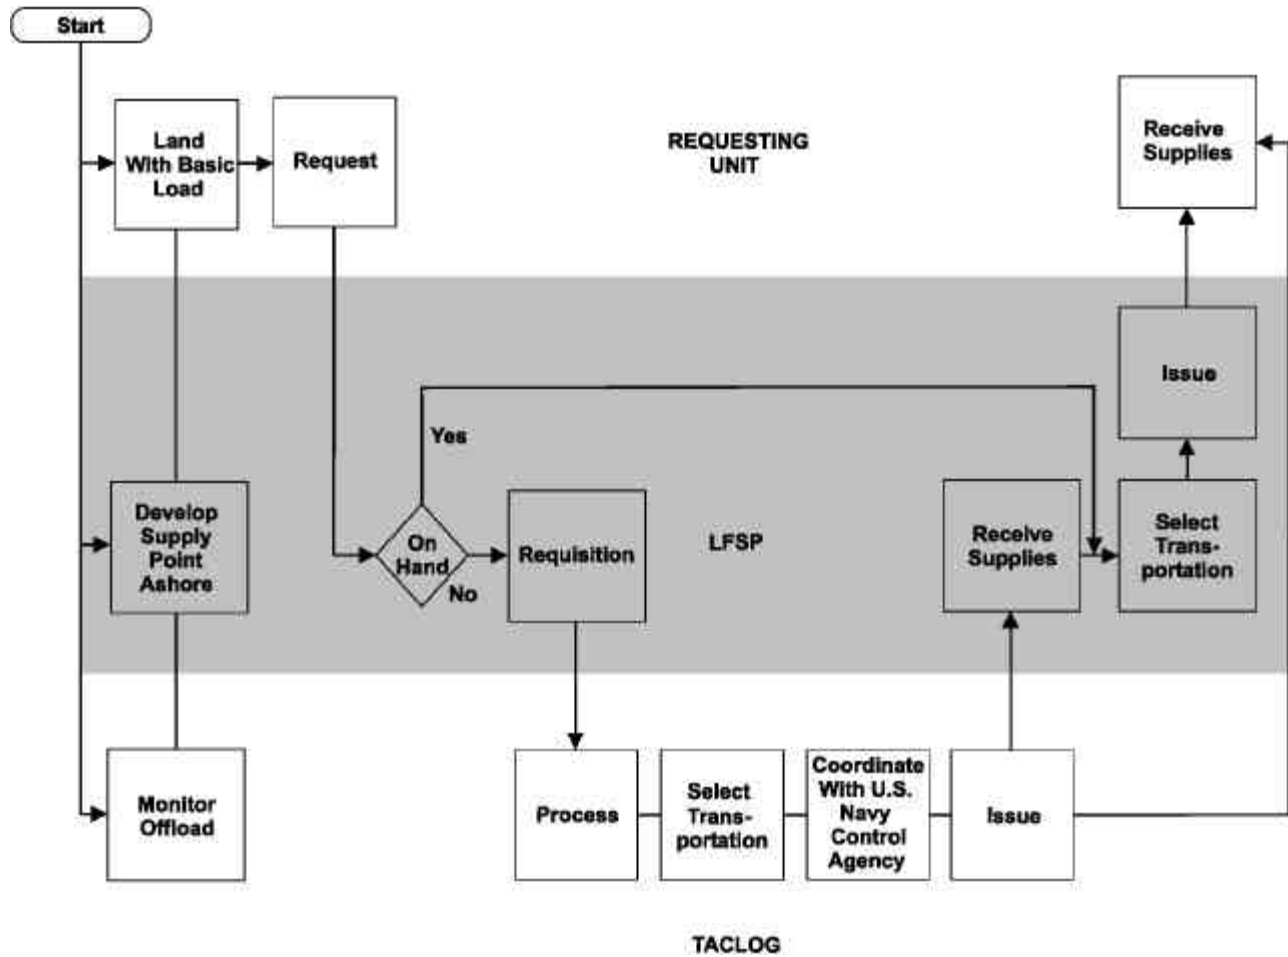 Start
Land
With Basic
Load
Request
REQUESTING
UNIT
Receive
Supplies
Issue
Yes
Develop
Supply
Point
Ashore
On
Hand
No
Requisition
LFSP
Receive
Supplies
Select
Trans-
portation
Monitor
Offload
Process
Select
Trans-
portation
Coordinate
With U.S.
Navy
Control
Agency
Issue
TACLOG